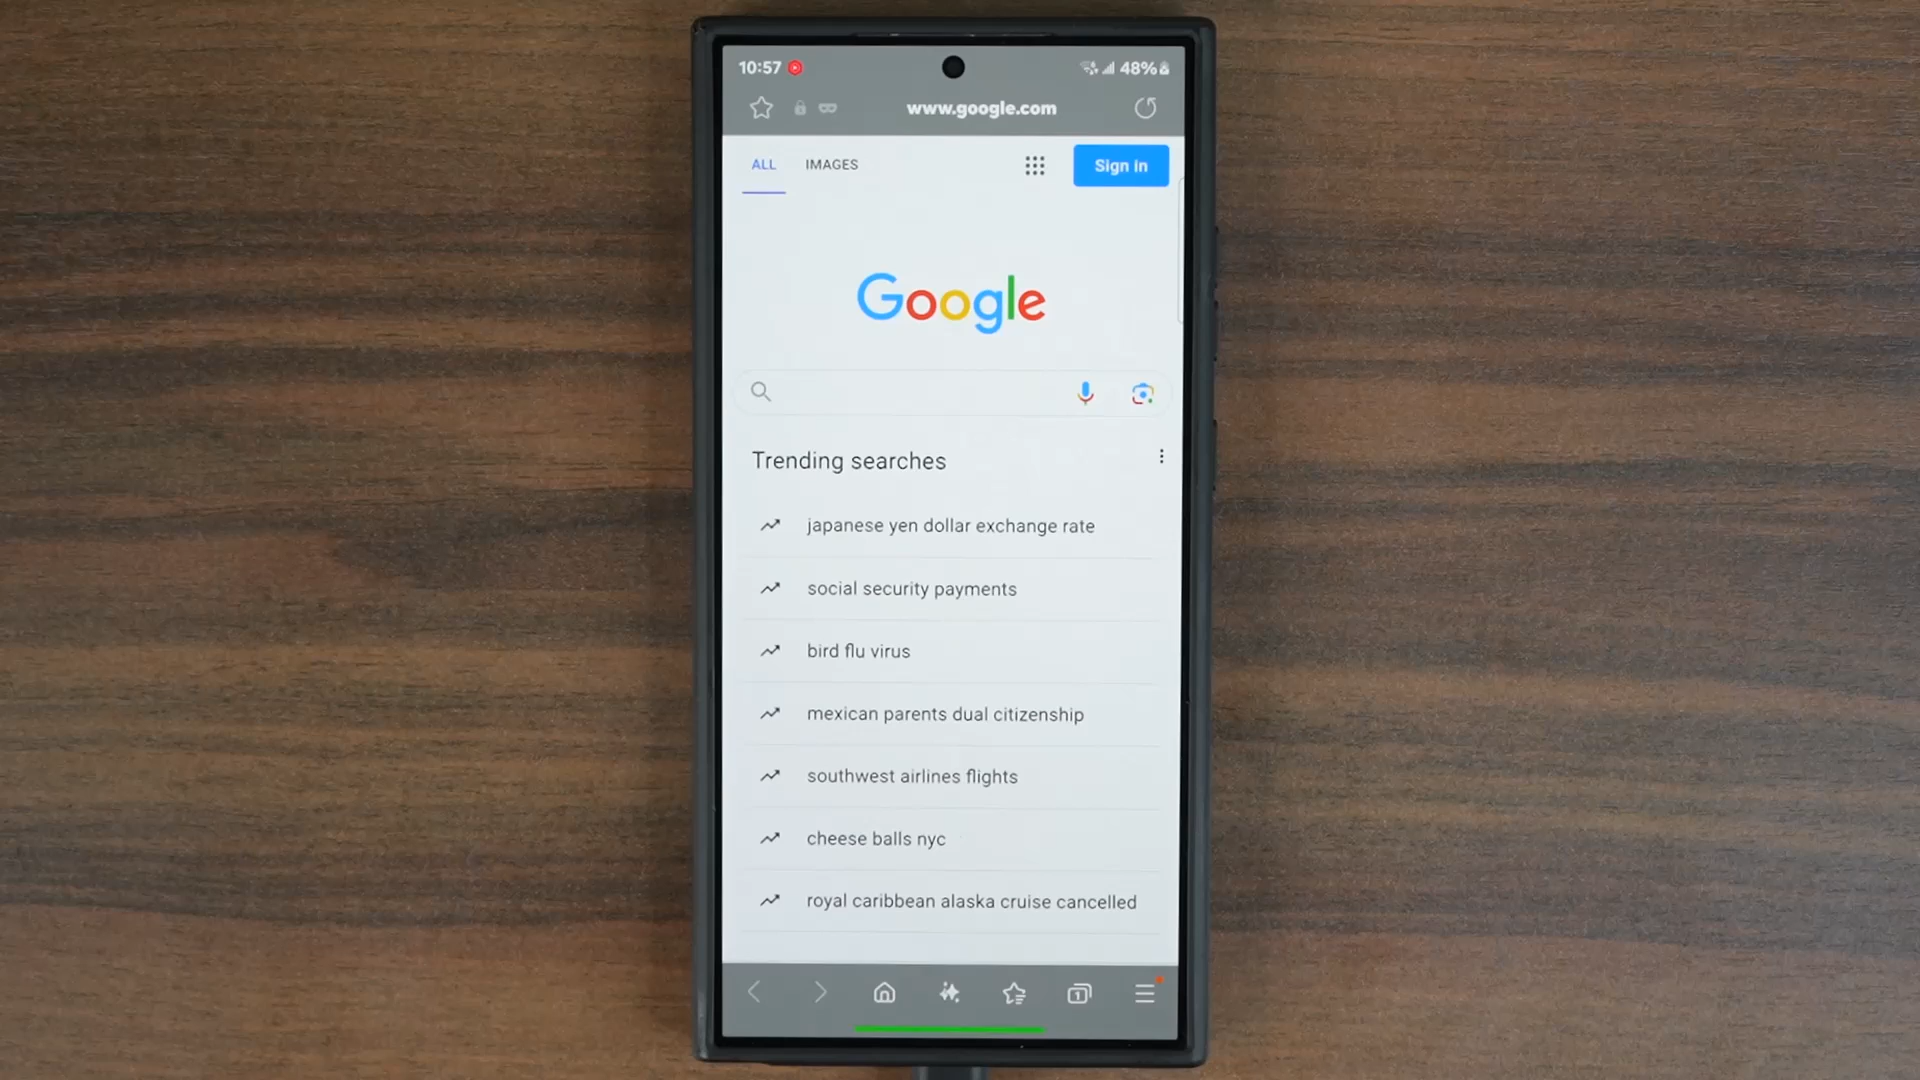 10:57 48%
www.google.com
ALL IMAGES Sign in
Google
Trending searches
japanese yen dollar exchange rate
social security payments
bird flu virus
mexican parents dual citizenship
southwest airlines flights
cheese balls nyc
royal caribbean alaska cruise cancelled
1